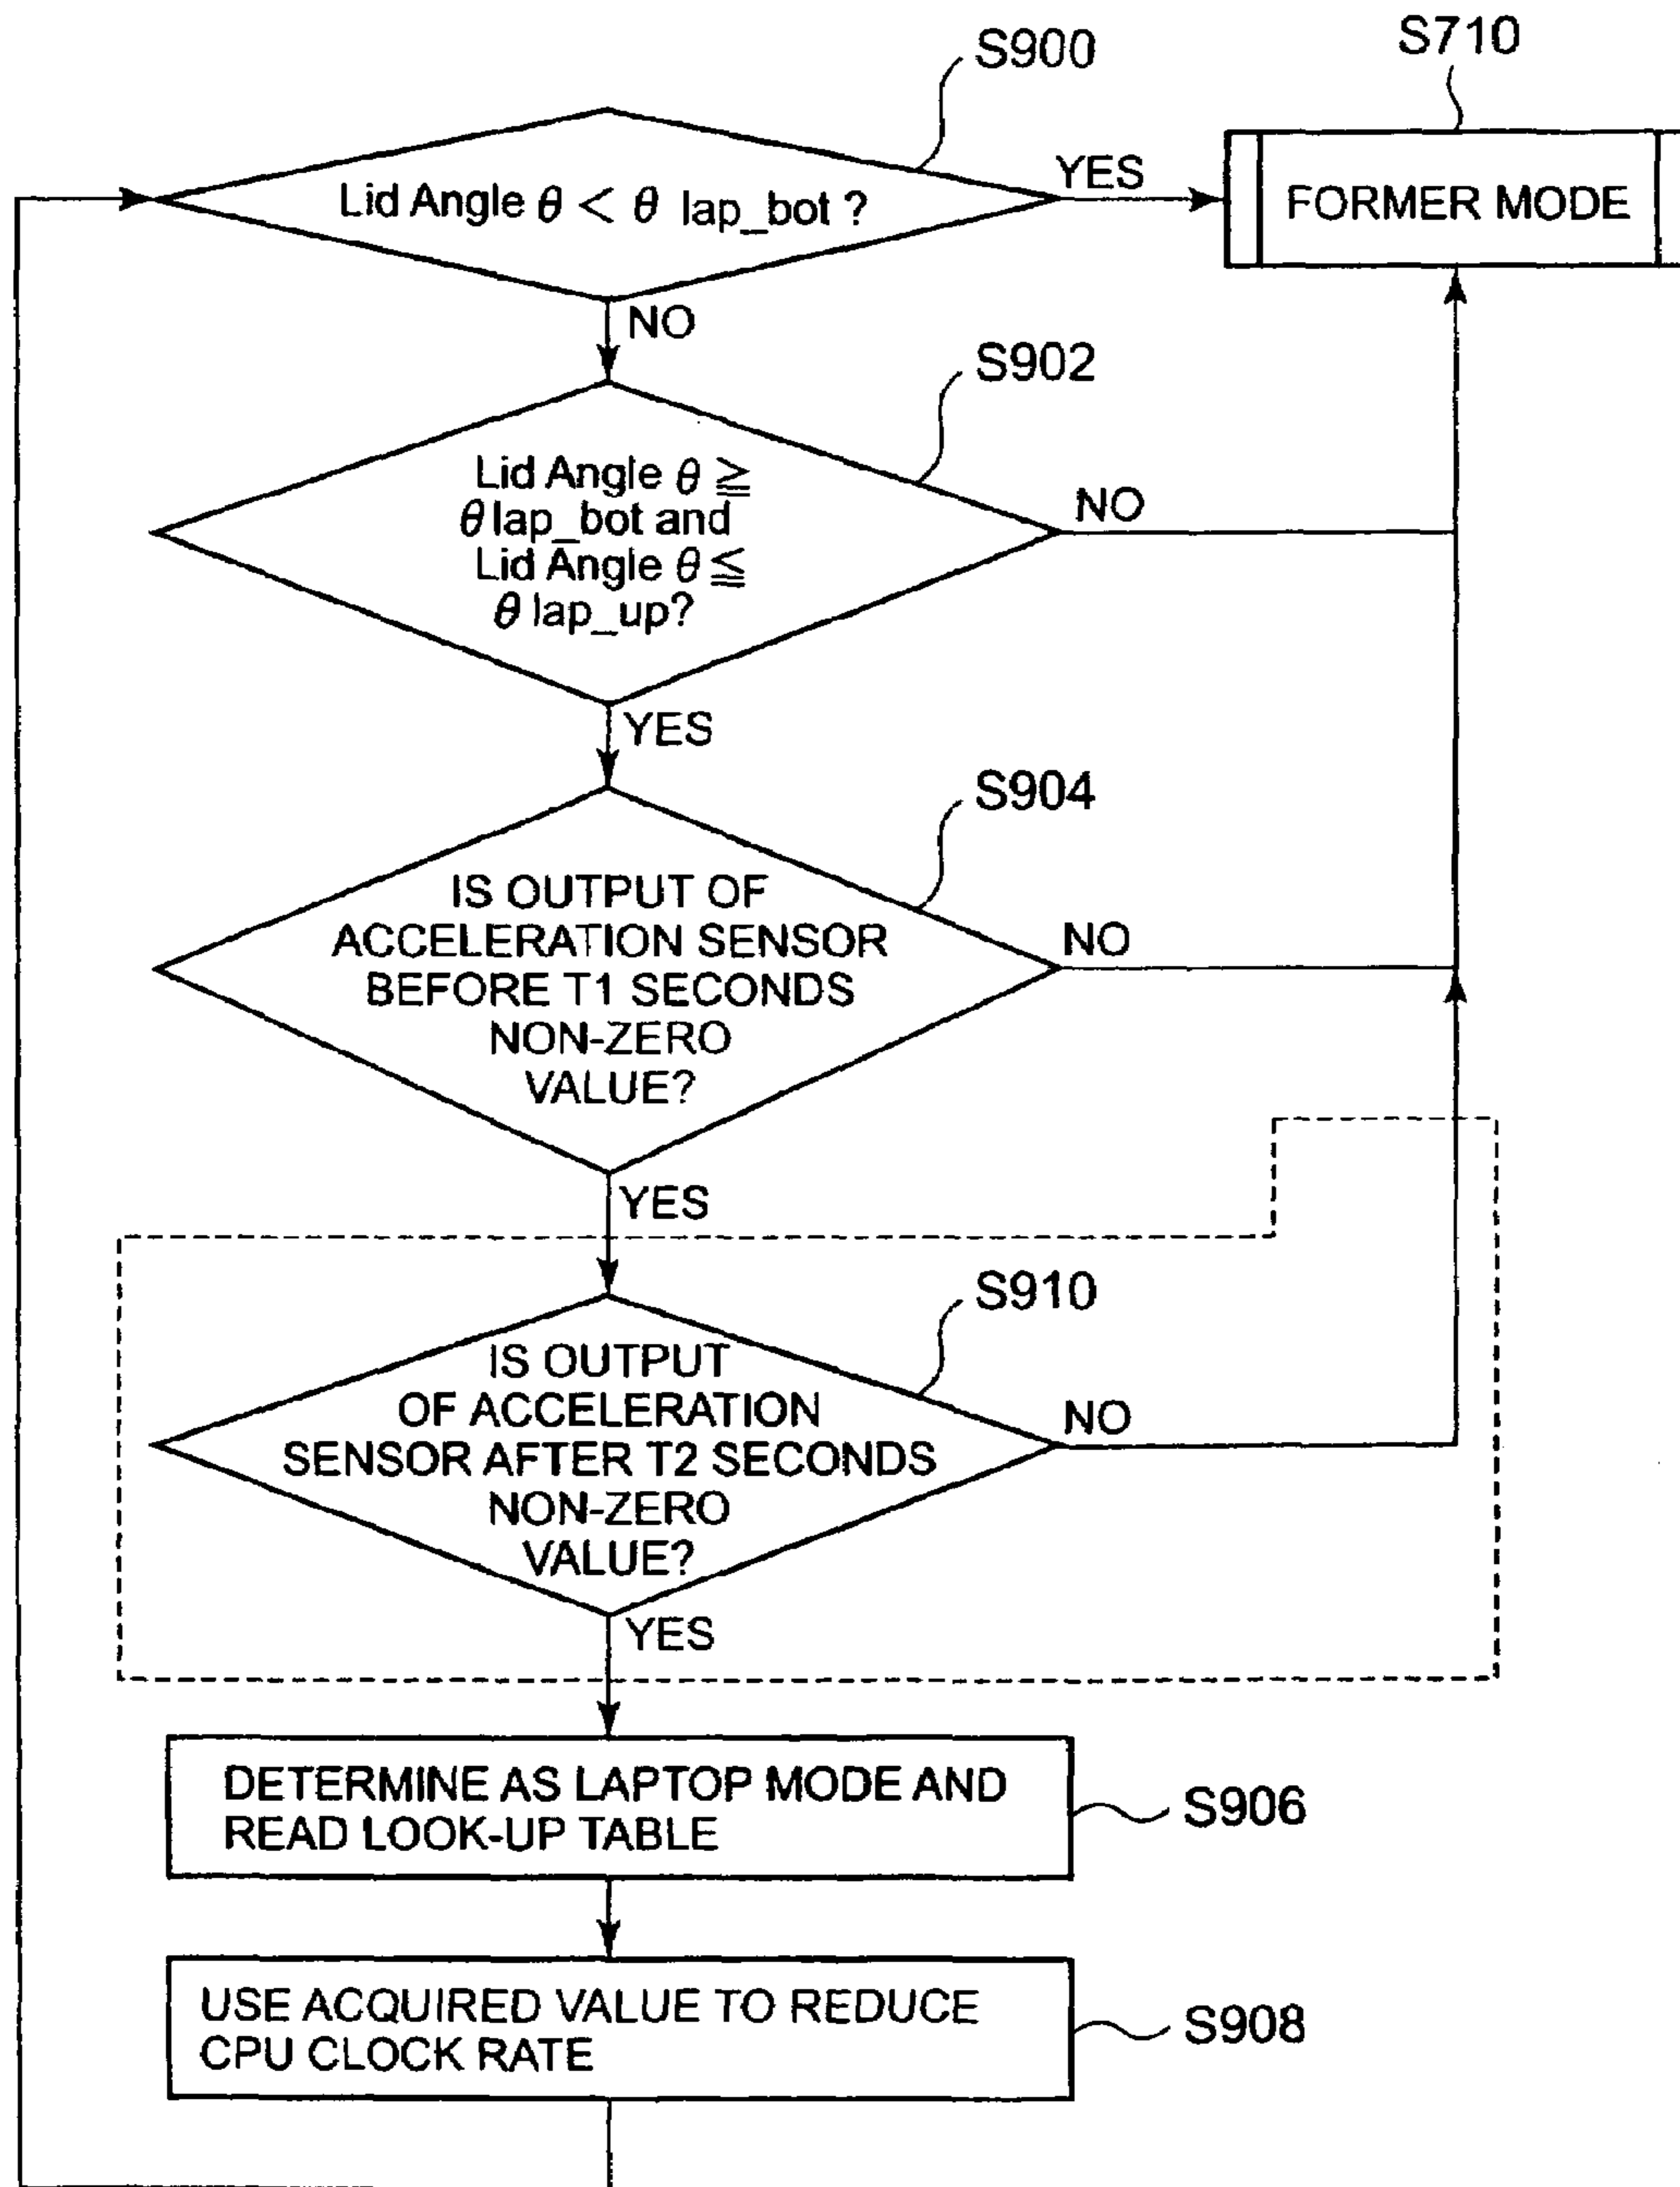 S900
S710
Lid Angle θ < θ lap_bot ?
YES
FORMER MODE
NO
S902
Lid Angle θ ≧
θ lap_bot and
Lid Angle θ ≦
θ lap_up?
NO
YES
S904
IS OUTPUT OF
ACCELERATION SENSOR
BEFORE T1 SECONDS
NON-ZERO
VALUE?
NO
YES
S910
IS OUTPUT
OF ACCELERATION
SENSOR AFTER T2 SECONDS
NON-ZERO
VALUE?
NO
YES
DETERMINE AS LAPTOP MODE AND
READ LOOK-UP TABLE
S906
USE ACQUIRED VALUE TO REDUCE
CPU CLOCK RATE
S908